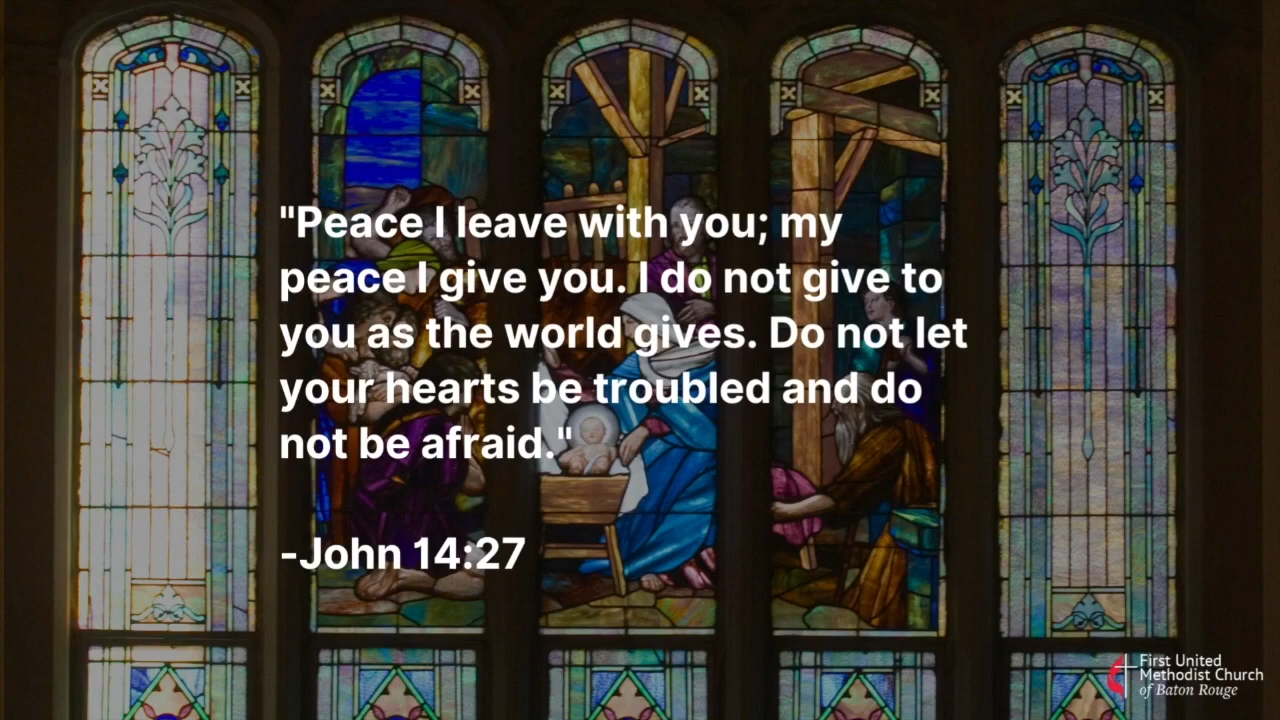 "Peace I leave with you; my
peace I give you. I do not give to
you as the world gives. Do not let
your hearts be troubled and do
not be afraid."
-John 14:27
First United
Methodist Church
of Baton Rouge